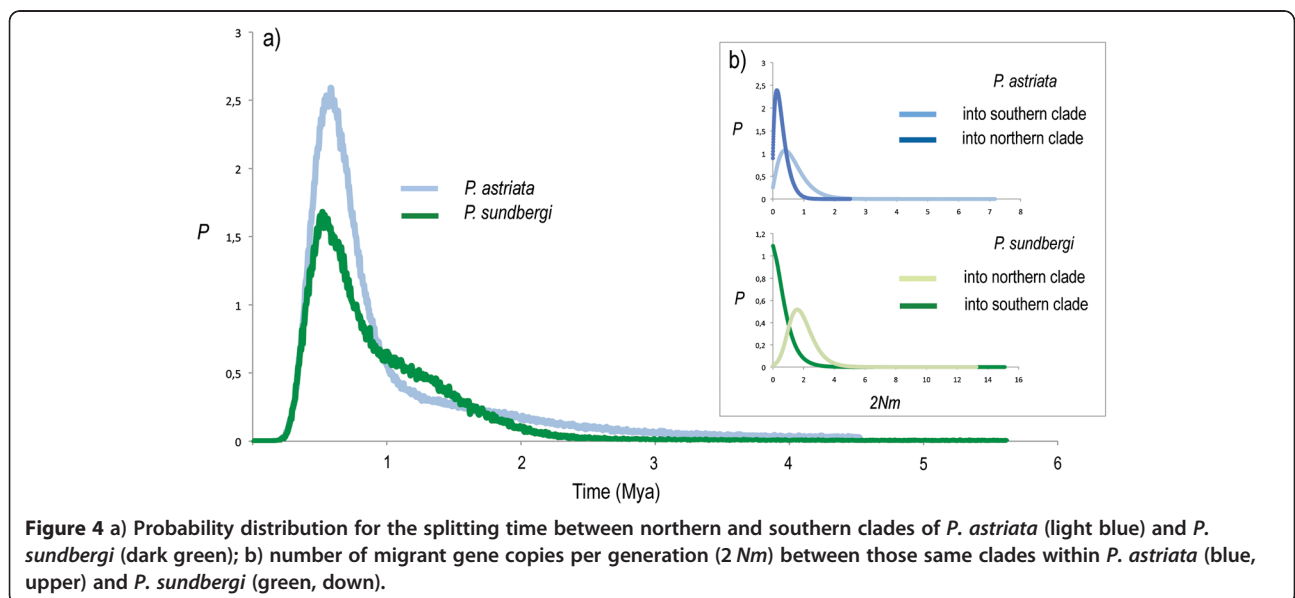 a)
3
2,5
2
1,5
1
0,5
0
P
P. astriata
P. sundbergi
1
2
3
4
5
6
Time (Mya)
b)
P. astriata
into southern clade
into northern clade
P
3
2,5
2
1,5
1
0,5
0
0
1
2
3
4
5
6
7
8
P. sundbergi
into northern clade
into southern clade
P
1,2
1
0,8
0,6
0,4
0,2
0
0
2
4
6
8
10
12
14
16
2Nm
Figure 4 a) Probability distribution for the splitting time between northern and southern clades of P. astriata (light blue) and P.
sundbergi (dark green); b) number of migrant gene copies per generation (2 Nm) between those same clades within P. astriata (blue,
upper) and P. sundbergi (green, down).